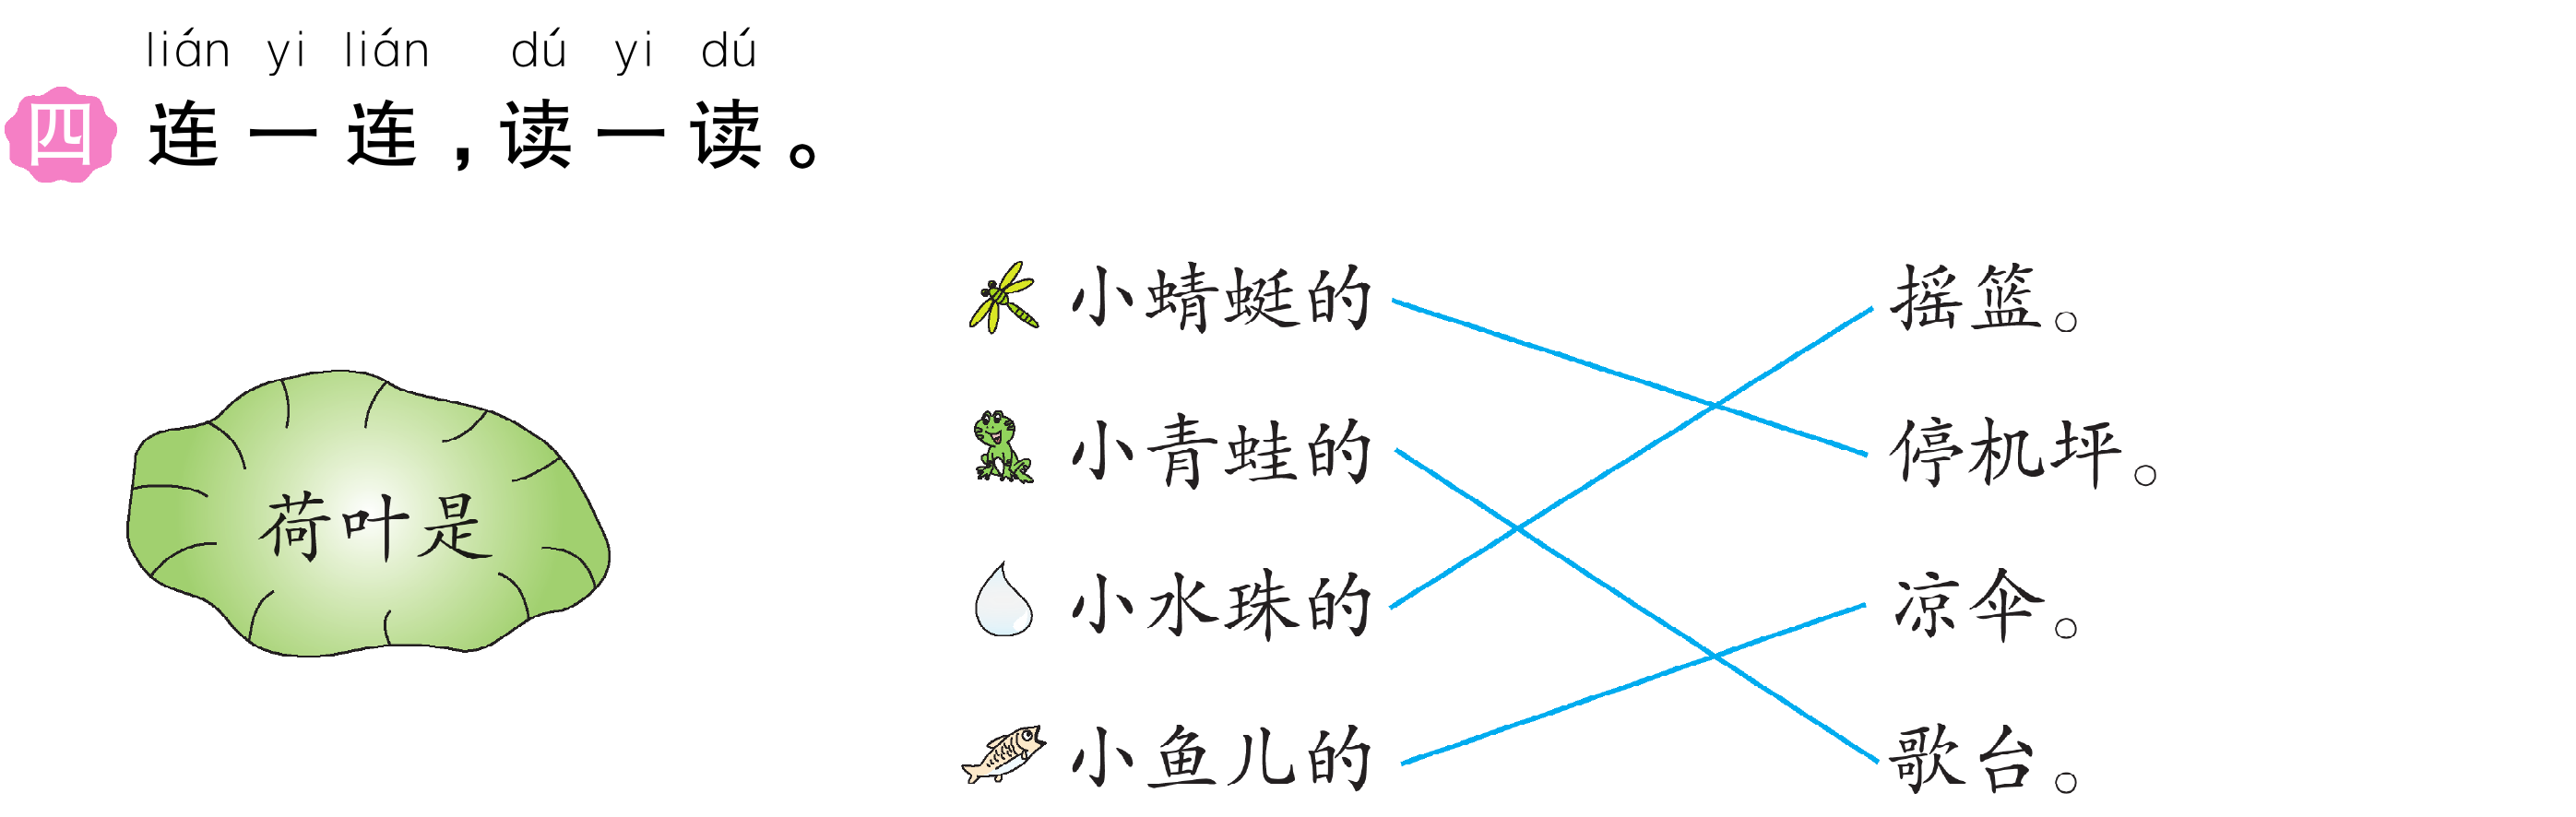 lián yi lián dú yi dú
四 连一连,读一读。
荷叶是
小蜻蜓的 摇篮。
小青蛙的 停机坪。
小水珠的 凉伞。
小鱼儿的 歌台。